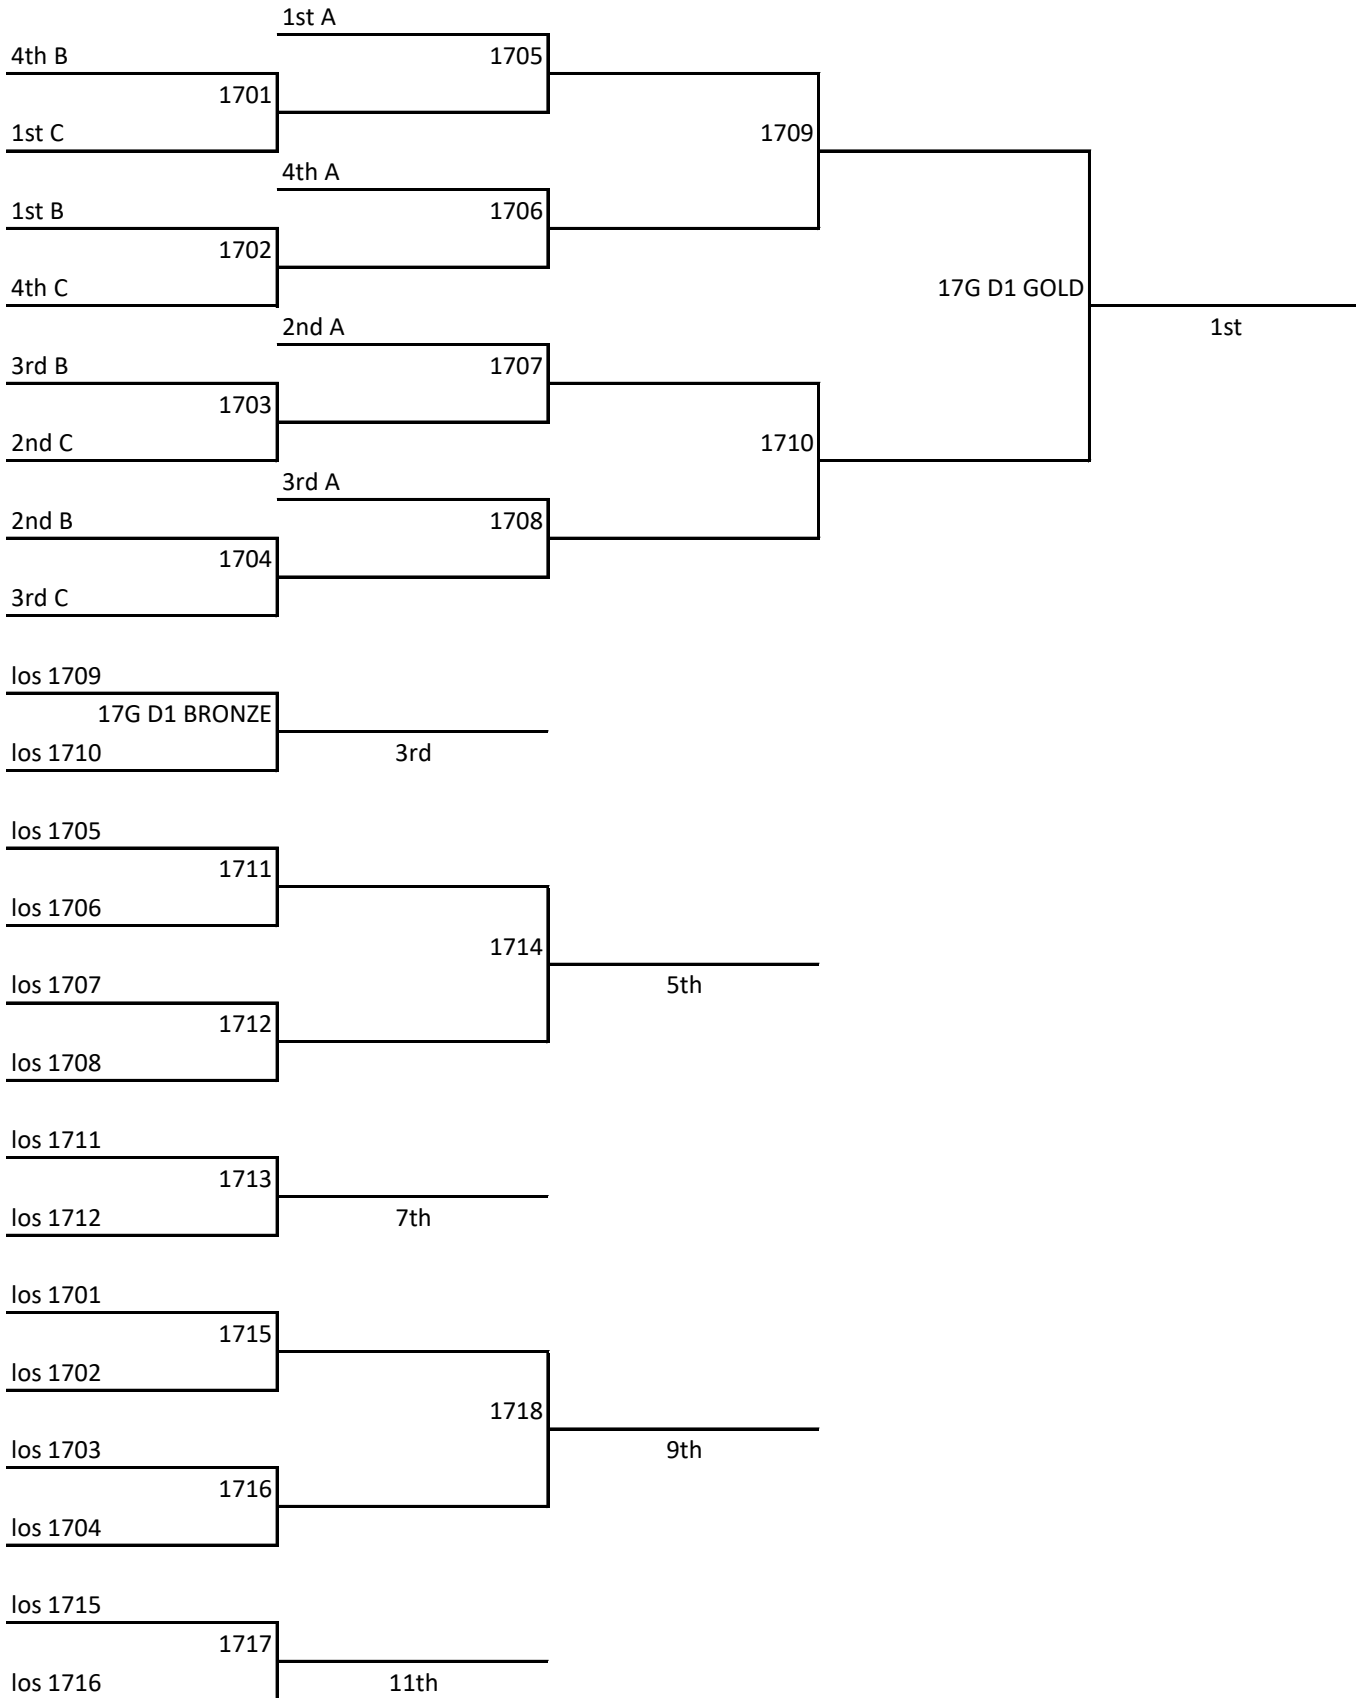 1st A
4th B
1705
1701
1st C
1709
4th A
1st B
1706
1702
4th C
17G D1 GOLD
2nd A
1st
3rd B
1707
1703
2nd C
1710
3rd A
2nd B
1708
1704
3rd C
los 1709
17G D1 BRONZE
los 1710
3rd
los 1705
1711
los 1706
1714
los 1707
5th
1712
los 1708
los 1711
1713
los 1712
7th
los 1701
1715
los 1702
1718
los 1703
9th
1716
los 1704
los 1715
1717
los 1716
11th